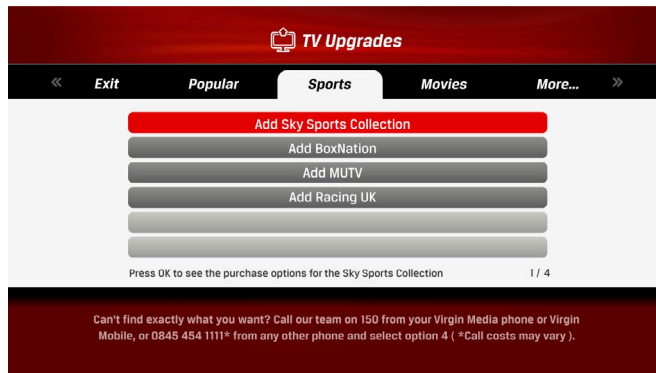 TV Upgrades
« Exit Popular Sports Movies More... »
Add Sky Sports Collection
Add BoxNation
Add MUTV
Add Racing UK
Press OK to see the purchase options for the Sky Sports Collection 1 / 4
Can't find exactly what you want? Call our team on 150 from your Virgin Media phone or Virgin
Mobile, or 0845 454 1111* from any other phone and select option 4 ( *Call costs may vary ).